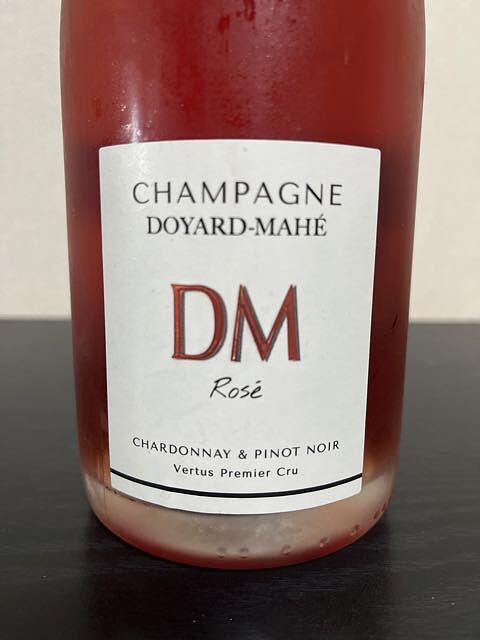 CHAMPAGNE
DOYARD-MAHÉ
DM
Rosé
CHARDONNAY & PINOT NOIR
Vertus Premier Cru